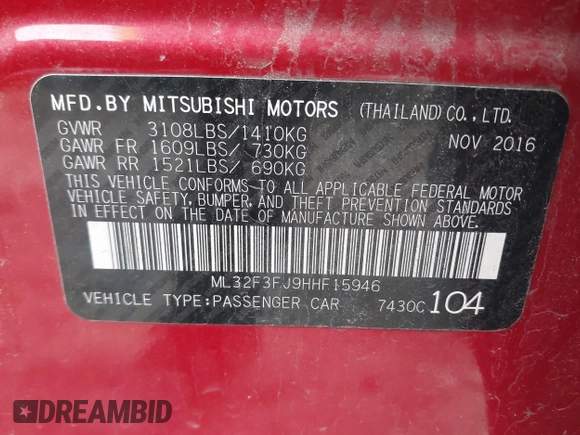 MFD. BY MITSUBISHI MOTORS (THAILAND) CO., LTD.
GVWR 3108LBS/1410KG NOV 2016
GAWR FR 1609LBS/ 730KG
GAWR RR 1521LBS/ 690KG
THIS VEHICLE CONFORMS TO ALL APPLICABLE FEDERAL MOTOR
VEHICLE SAFETY, BUMPER, AND THEFT PREVENTION STANDARDS
IN EFFECT ON THE DATE OF MANUFACTURE SHOWN ABOVE.
ML32F3FJ9HHF15946
VEHICLE TYPE:PASSENGER CAR 7430C 104
DREAMBID